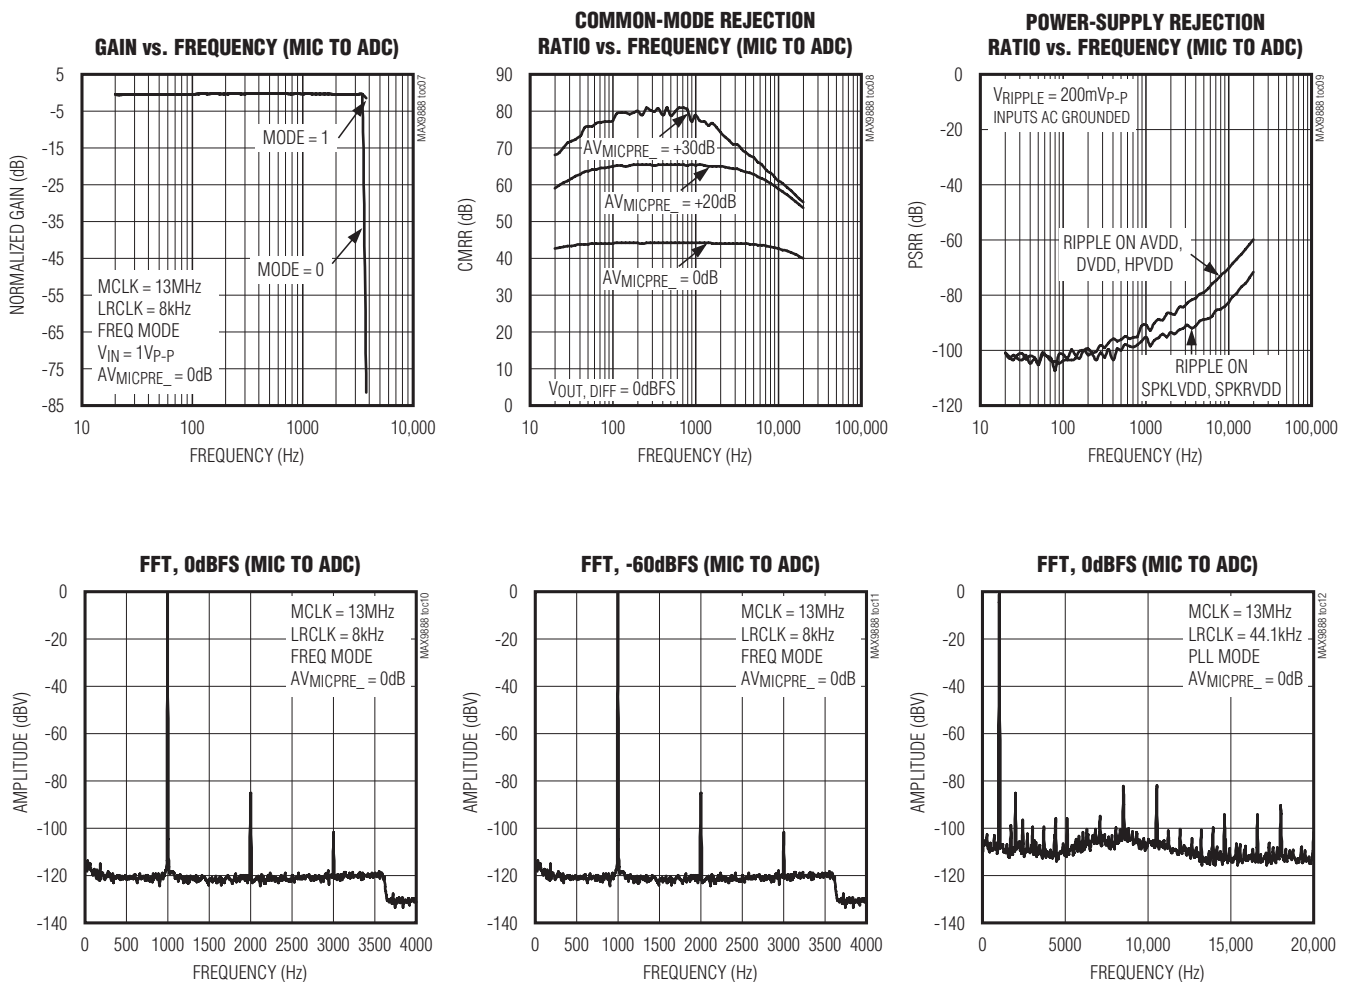 GAIN vs. FREQUENCY (MIC TO ADC)
MAX9888 toc07
NORMALIZED GAIN (dB)
5
-5
-15
-25
-35
-45
-55
-65
-75
-85
MODE = 1
MODE = 0
MCLK = 13MHz
LRCLK = 8kHz
FREQ MODE
VIN = 1VP-P
AVMICPRE_ = 0dB
10
100
1000
10,000
FREQUENCY (Hz)
COMMON-MODE REJECTION
RATIO vs. FREQUENCY (MIC TO ADC)
MAX9888 toc08
CMRR (dB)
90
80
70
60
50
40
30
20
10
0
AVMICPRE_ = +30dB
AVMICPRE_ = +20dB
AVMICPRE_ = 0dB
VOUT, DIFF = 0dBFS
10
100
1000
10,000
100,000
FREQUENCY (Hz)
POWER-SUPPLY REJECTION
RATIO vs. FREQUENCY (MIC TO ADC)
MAX9888 toc09
PSRR (dB)
0
-20
-40
-60
-80
-100
-120
VRIPPLE = 200mVP-P
INPUTS AC GROUNDED
RIPPLE ON AVDD,
DVDD, HPVDD
RIPPLE ON
SPKLVDD, SPKRVDD
10
100
1000
10,000
100,000
FREQUENCY (Hz)
FFT, 0dBFS (MIC TO ADC)
MAX9888 toc10
AMPLITUDE (dBV)
0
-20
-40
-60
-80
-100
-120
-140
MCLK = 13MHz
LRCLK = 8kHz
FREQ MODE
AVMICPRE_ = 0dB
0
500
1000
1500
2000
2500
3000
3500
4000
FREQUENCY (Hz)
FFT, -60dBFS (MIC TO ADC)
MAX9888 toc11
AMPLITUDE (dBV)
0
-20
-40
-60
-80
-100
-120
-140
MCLK = 13MHz
LRCLK = 8kHz
FREQ MODE
AVMICPRE_ = 0dB
0
500
1000
1500
2000
2500
3000
3500
4000
FREQUENCY (Hz)
FFT, 0dBFS (MIC TO ADC)
MAX9888 toc12
AMPLITUDE (dBV)
0
-20
-40
-60
-80
-100
-120
-140
MCLK = 13MHz
LRCLK = 44.1kHz
PLL MODE
AVMICPRE_ = 0dB
0
5000
10,000
15,000
20,000
FREQUENCY (Hz)